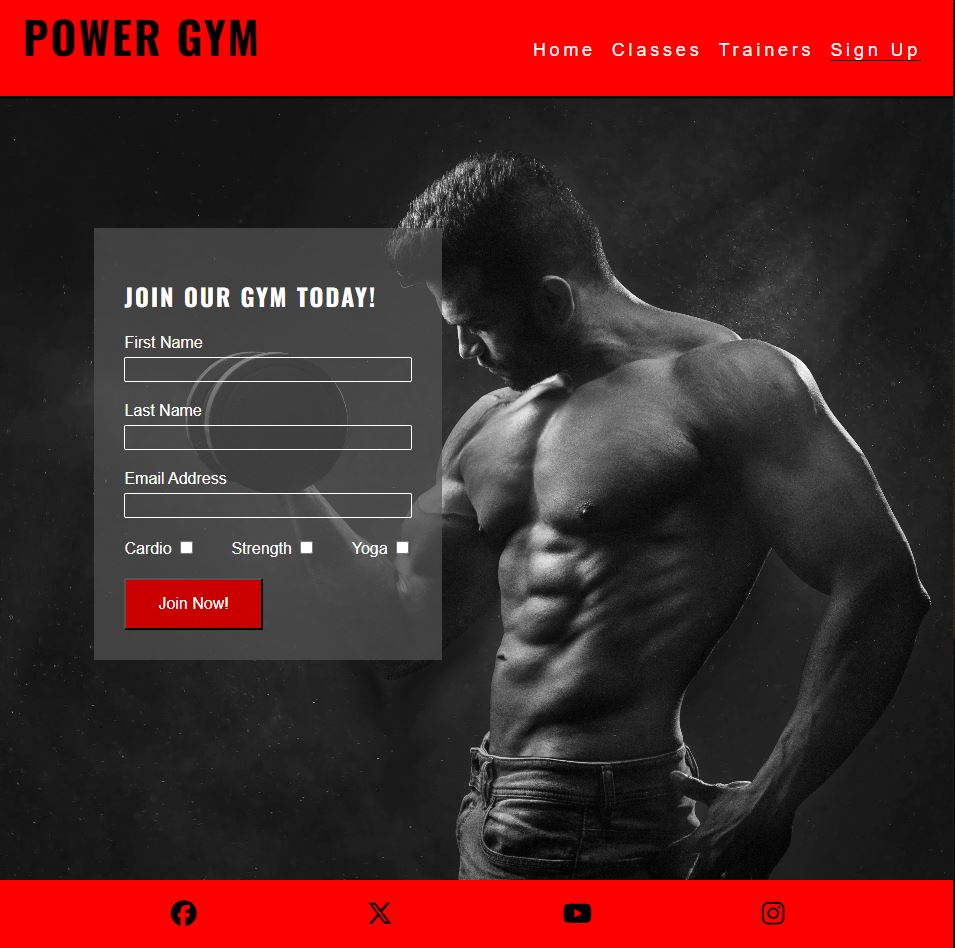 POWER GYM
Home Classes Trainers Sign Up
JOIN OUR GYM TODAY!
First Name
Last Name
Email Address
Cardio Strength Yoga
Join Now!